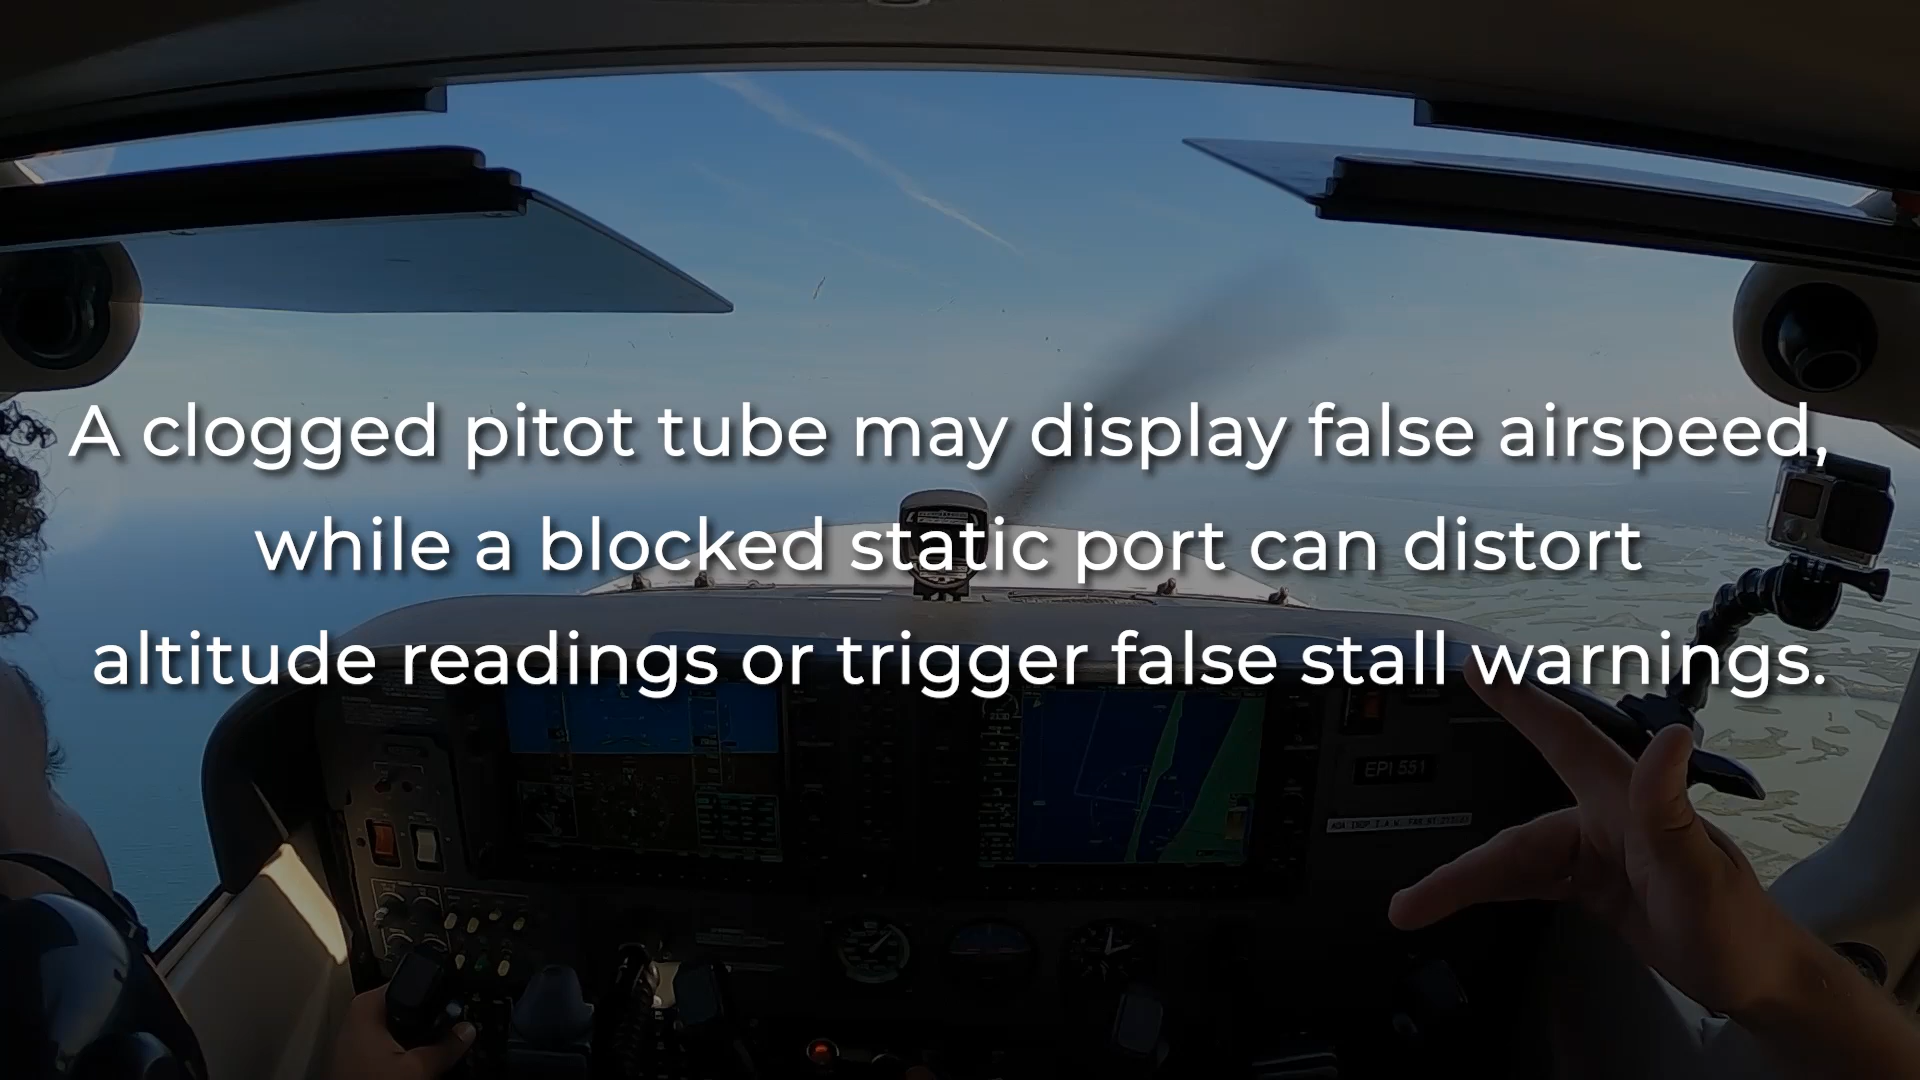 A clogged pitot tube may display false airspeed,
while a blocked static port can distort
altitude readings or trigger false stall warnings.
EPI 551